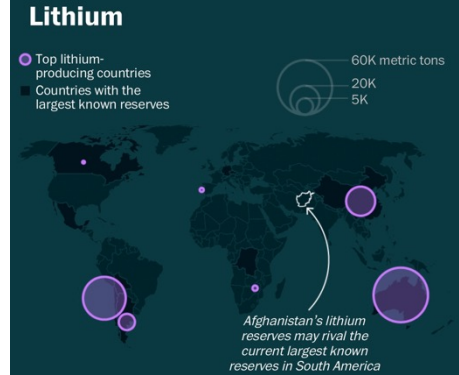 Lithium
Top lithium-
producing countries
Countries with the
largest known reserves
60K metric tons
20K
5K
Afghanistan's lithium
reserves may rival the
current largest known
reserves in South America